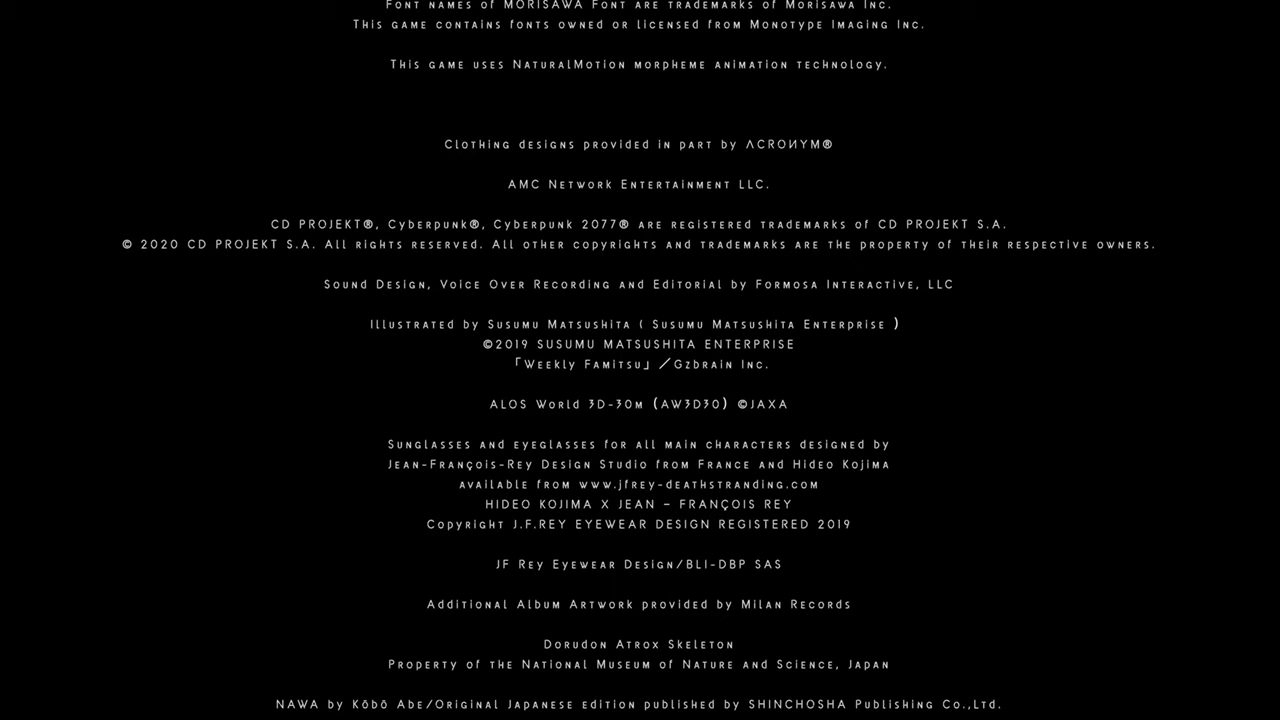 Font names of MORISAWA Font are trademarks of Morisawa Inc.
This game contains fonts owned or licensed from Monotype Imaging Inc.
This game uses NaturalMotion morpheme animation technology.
Clothing designs provided in part by ΛCROИYM®
AMC Network Entertainment LLC.
CD PROJEKT®, Cyberpunk®, Cyberpunk 2077® are registered trademarks of CD PROJEKT S.A.
© 2020 CD PROJEKT S.A. All rights reserved. All other copyrights and trademarks are the property of their respective owners.
Sound Design, Voice Over Recording and Editorial by Formosa Interactive, LLC
Illustrated by Susumu Matsushita ( Susumu Matsushita Enterprise )
©2019 SUSUMU MATSUSHITA ENTERPRISE
「Weekly Famitsu」／Gzbrain Inc.
ALOS World 3D-30m (AW3D30) ©JAXA
Sunglasses and eyeglasses for all main characters designed by
Jean-François-Rey Design Studio from France and Hideo Kojima
available from www.jfrey-deathstranding.com
HIDEO KOJIMA X JEAN – FRANÇOIS REY
Copyright J.F.REY EYEWEAR DESIGN REGISTERED 2019
JF Rey Eyewear Design/BLI-DBP SAS
Additional Album Artwork provided by Milan Records
Dorudon Atrox Skeleton
Property of the National Museum of Nature and Science, Japan
NAWA by Kōbō Abe/Original Japanese edition published by SHINCHOSHA Publishing Co.,Ltd.